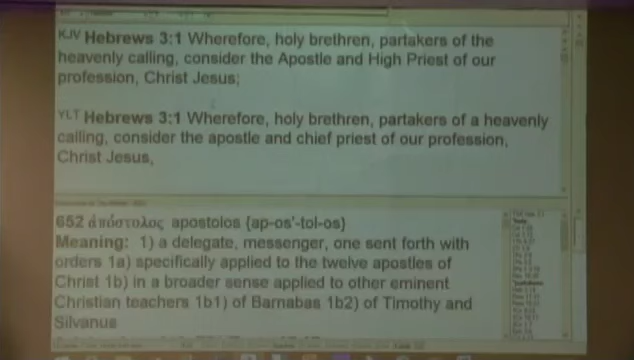 KJV Hebrews 3:1 Wherefore, holy brethren, partakers of the
heavenly calling, consider the Apostle and High Priest of our
profession, Christ Jesus;
YLT Hebrews 3:1 Wherefore, holy brethren, partakers of a heavenly
calling, consider the apostle and chief priest of our profession,
Christ Jesus,
652 ἀπόστολος apostolos {ap-os'-tol-os}
Meaning: 1) a delegate, messenger, one sent forth with
orders 1a) specifically applied to the twelve apostles of
Christ 1b) in a broader sense applied to other eminent
Christian teachers 1b1) of Barnabas 1b2) of Timothy and
Silvanus